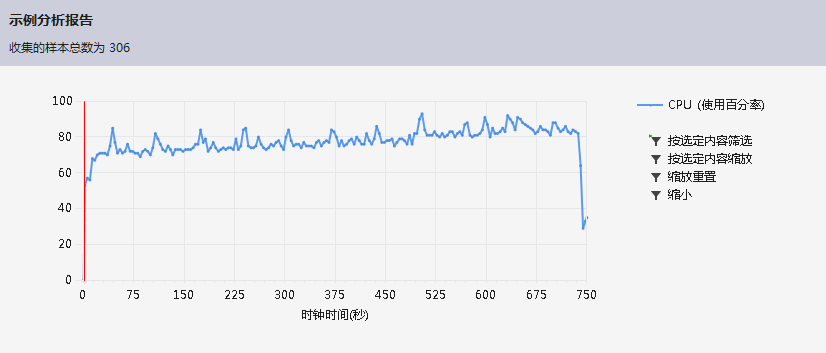 示例分析报告
收集的样本总数为 306
100
80
60
40
20
0
0 75 150 225 300 375 450 525 600 675 750
时钟时间(秒)
CPU (使用百分率)
按选定内容筛选
按选定内容缩放
缩放重置
缩小